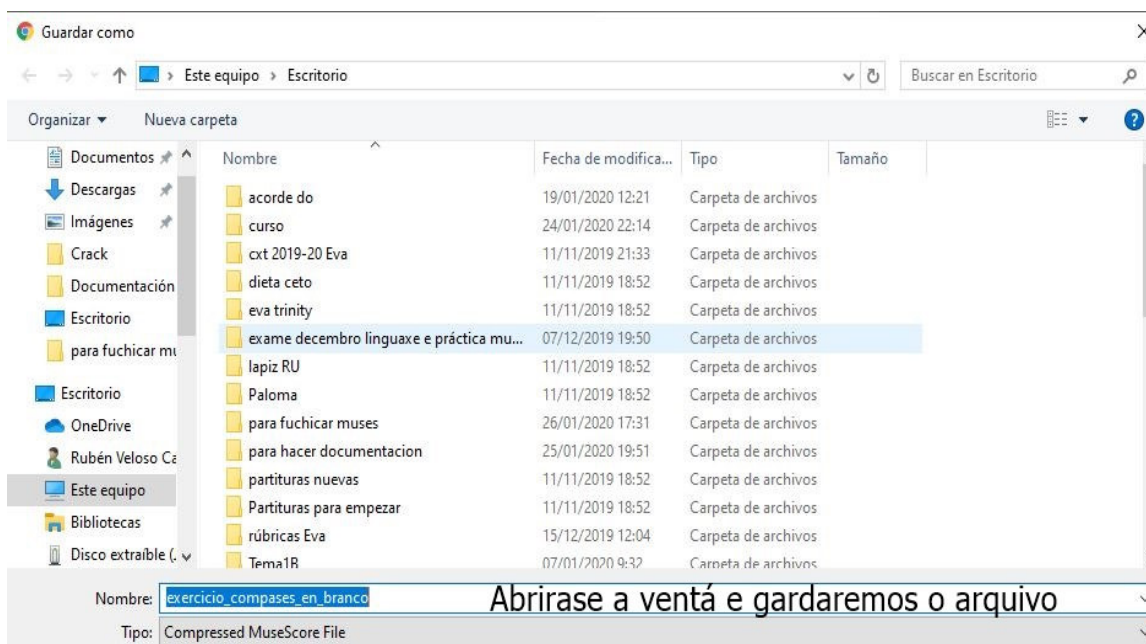 Guardar como
Este equipo > Escritorio
Buscar en Escritorio
Organizar
Nueva carpeta
Documentos
Descargas
Imágenes
Crack
Documentación
Escritorio
para fuchicar mu
Escritorio
OneDrive
Rubén Veloso Ca
Este equipo
Bibliotecas
Disco extraíble (.
Nombre Fecha de modifica... Tipo Tamaño
acorde do 19/01/2020 12:21 Carpeta de archivos
curso 24/01/2020 22:14 Carpeta de archivos
cxt 2019-20 Eva 11/11/2019 21:33 Carpeta de archivos
dieta ceto 11/11/2019 18:52 Carpeta de archivos
eva trinity 11/11/2019 18:52 Carpeta de archivos
exame decembro linguaxe e práctica mu... 07/12/2019 19:50 Carpeta de archivos
lapiz RU 11/11/2019 18:52 Carpeta de archivos
Paloma 11/11/2019 18:52 Carpeta de archivos
para fuchicar muses 26/01/2020 17:31 Carpeta de archivos
para hacer documentacion 25/01/2020 19:51 Carpeta de archivos
partituras nuevas 11/11/2019 18:52 Carpeta de archivos
Partituras para empezar 11/11/2019 18:52 Carpeta de archivos
rúbricas Eva 15/12/2019 12:04 Carpeta de archivos
Tema1B 07/01/2020 9:32 Carpeta de archivos
Nombre: exercicio_compases_en_branco
Abrirase a ventá e gardaremos o arquivo
Tipo: Compressed MuseScore File